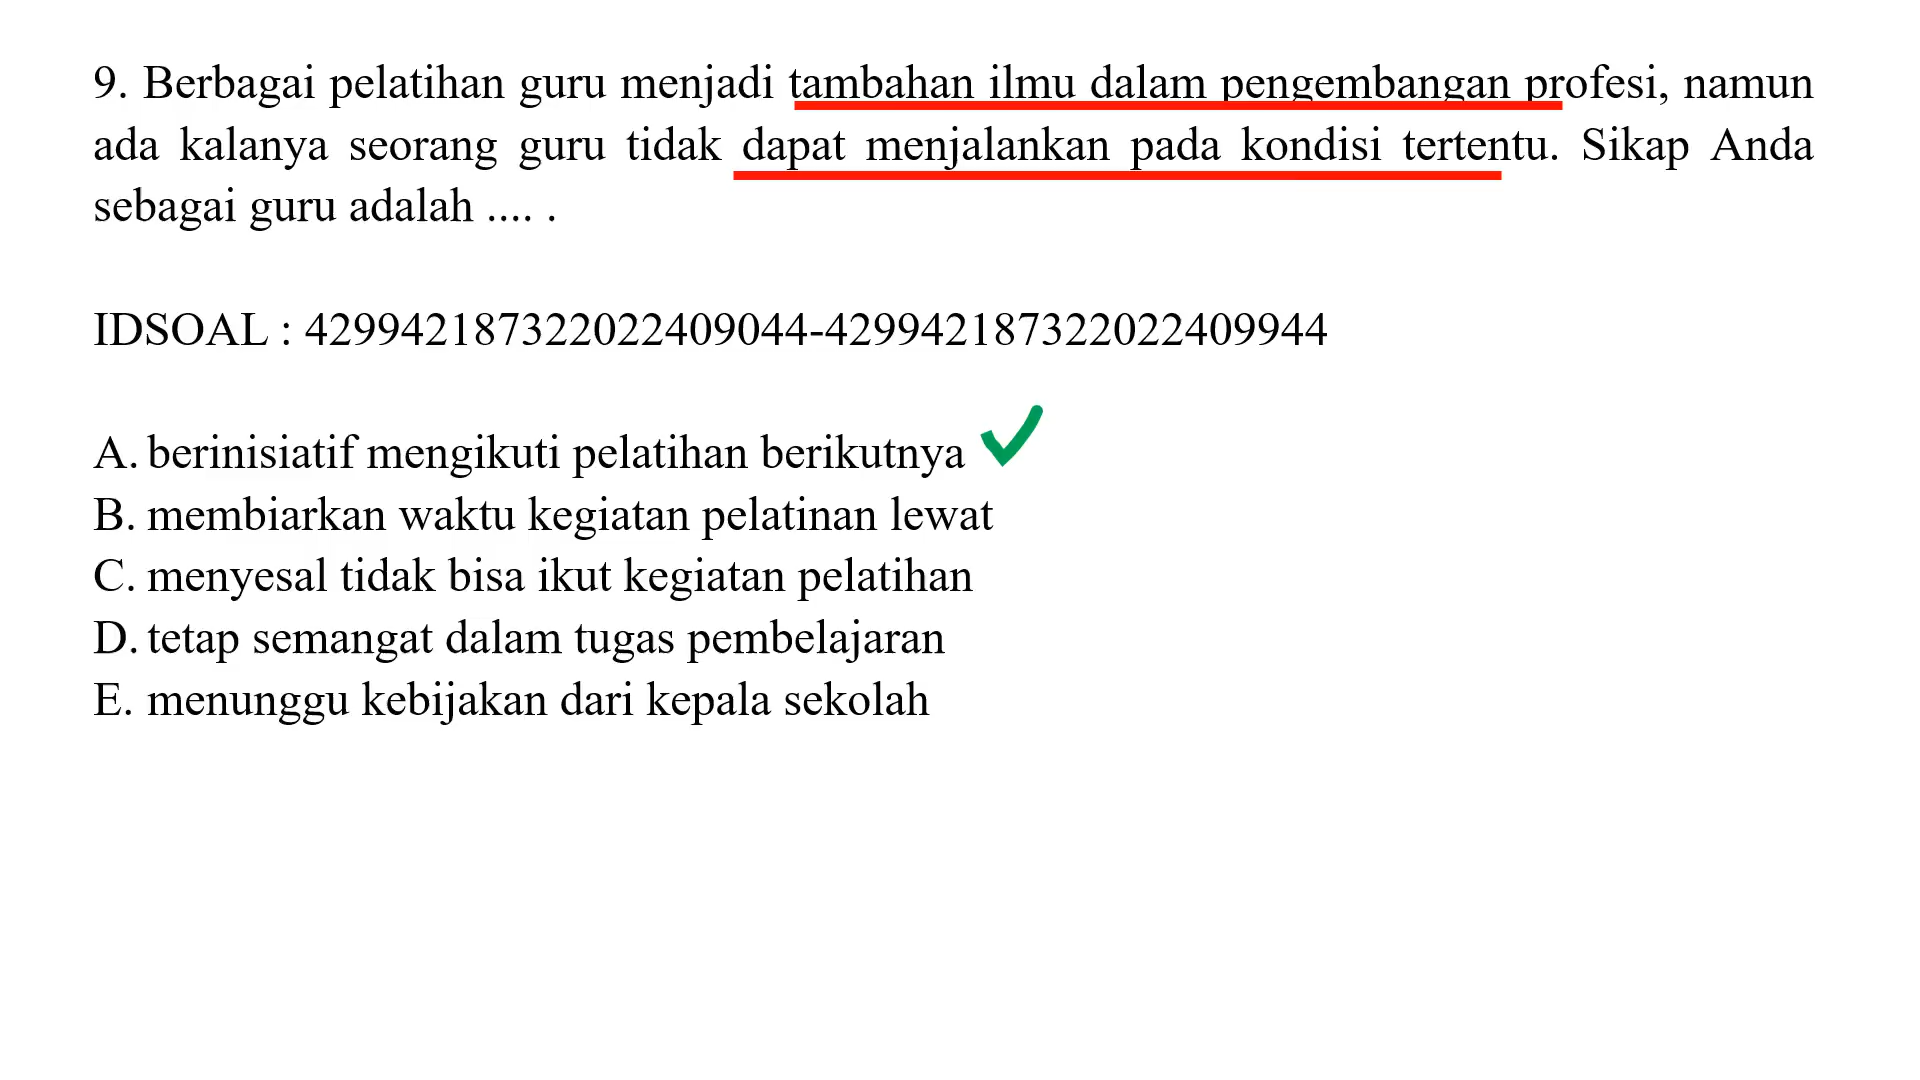 9. Berbagai pelatihan guru menjadi tambahan ilmu dalam pengembangan profesi, namun
ada kalanya seorang guru tidak dapat menjalankan pada kondisi tertentu. Sikap Anda
sebagai guru adalah .... .
IDSOAL : 429942187322022409044-429942187322022409944
A. berinisiatif mengikuti pelatihan berikutnya
B. membiarkan waktu kegiatan pelatinan lewat
C. menyesal tidak bisa ikut kegiatan pelatihan
D. tetap semangat dalam tugas pembelajaran
E. menunggu kebijakan dari kepala sekolah